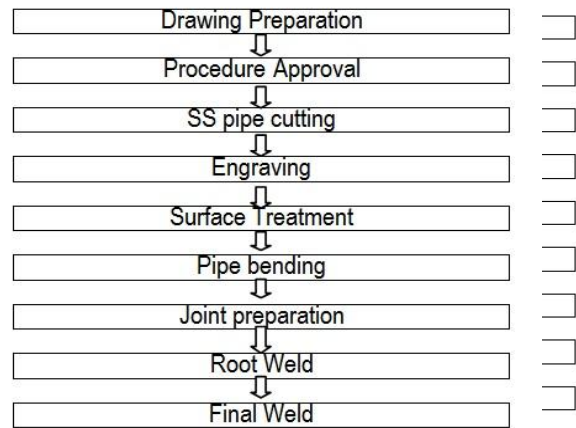 Drawing Preparation
Procedure Approval
SS pipe cutting
Engraving
Surface Treatment
Pipe bending
Joint preparation
Root Weld
Final Weld